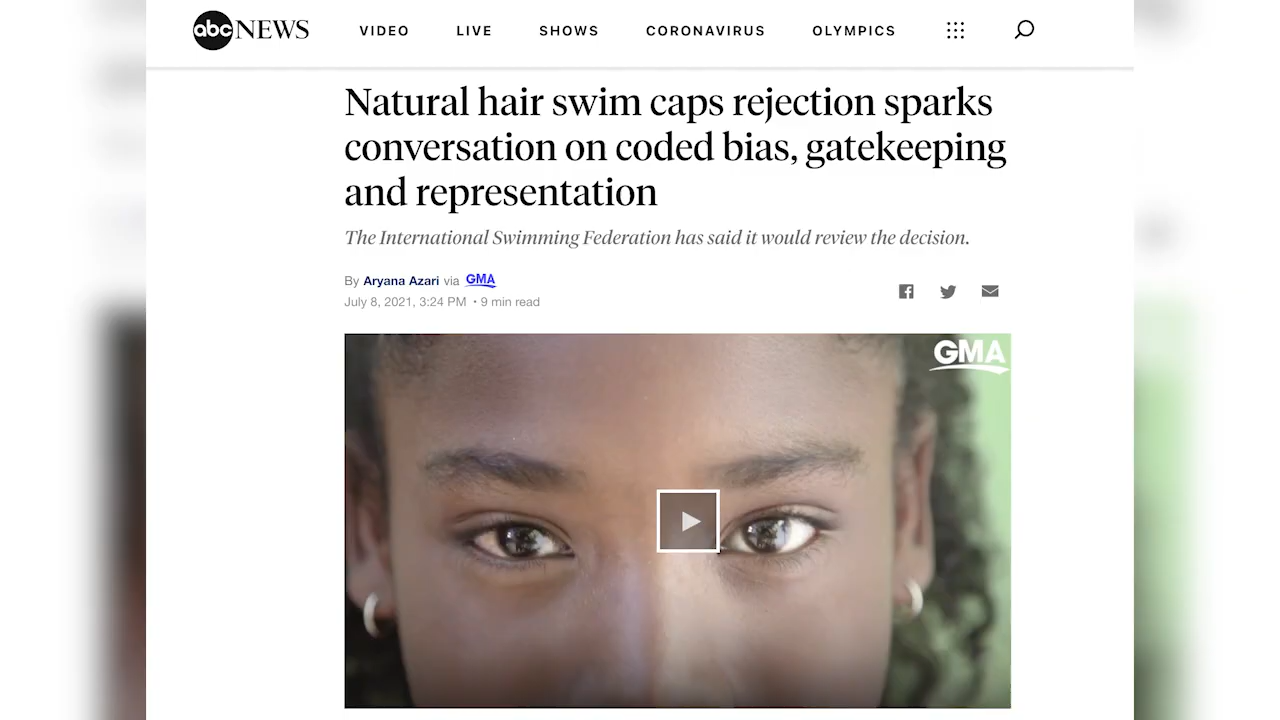 abc NEWS VIDEO LIVE SHOWS CORONAVIRUS OLYMPICS
Natural hair swim caps rejection sparks
conversation on coded bias, gatekeeping
and representation
The International Swimming Federation has said it would review the decision.
By Aryana Azari via GMA
July 8, 2021, 3:24 PM • 9 min read
GMA